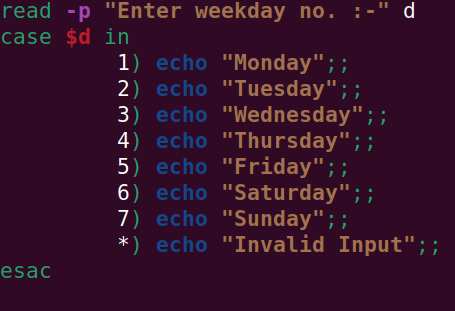 read -p "Enter weekday no. :-" d
case $d in
1) echo "Monday";;
2) echo "Tuesday";;
3) echo "Wednesday";;
4) echo "Thursday";;
5) echo "Friday";;
6) echo "Saturday";;
7) echo "Sunday";;
*) echo "Invalid Input";;
esac